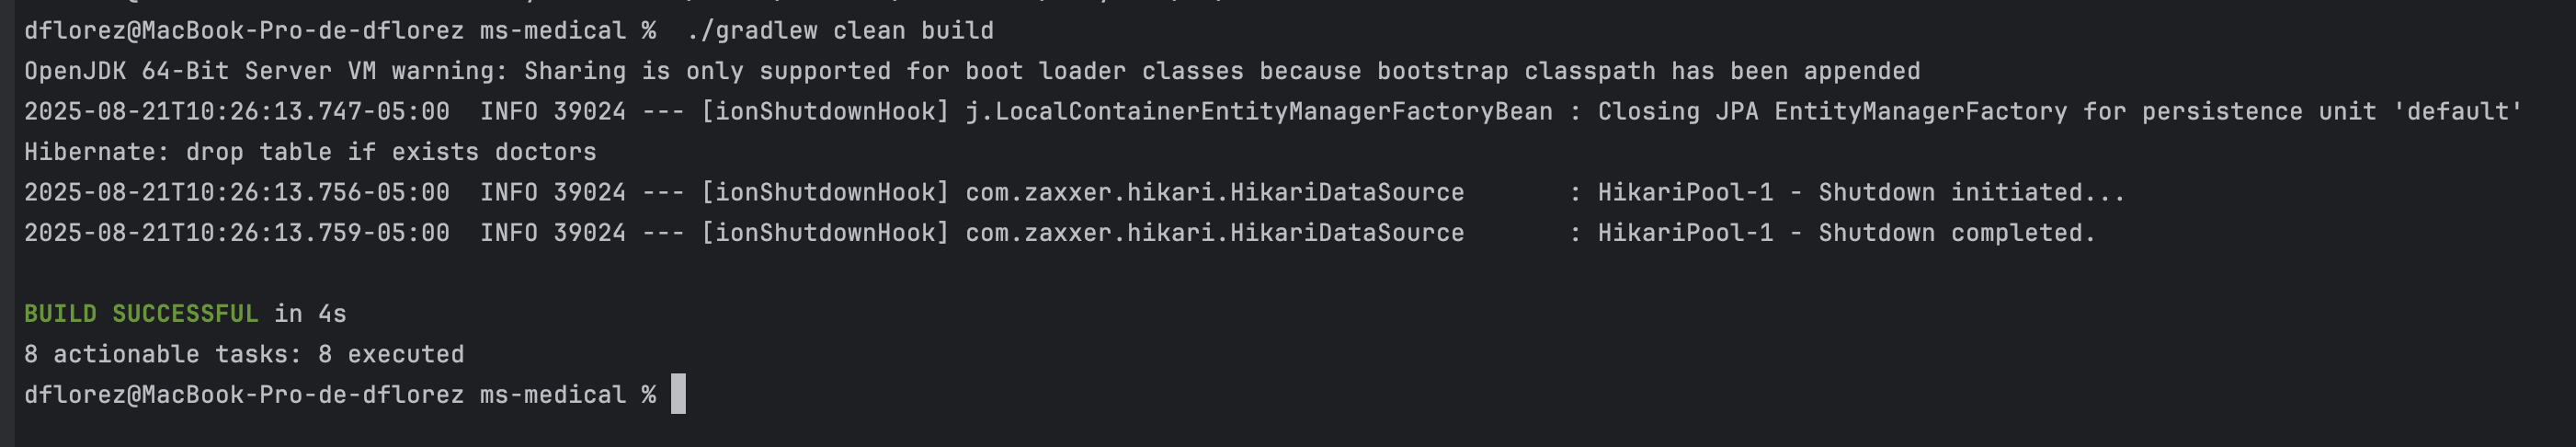 dflorez@MacBook-Pro-de-dflorez ms-medical %  ./gradlew clean build
OpenJDK 64-Bit Server VM warning: Sharing is only supported for boot loader classes because bootstrap classpath has been appended
2025-08-21T10:26:13.747-05:00  INFO 39024 --- [ionShutdownHook] j.LocalContainerEntityManagerFactoryBean : Closing JPA EntityManagerFactory for persistence unit 'default'
Hibernate: drop table if exists doctors
2025-08-21T10:26:13.756-05:00  INFO 39024 --- [ionShutdownHook] com.zaxxer.hikari.HikariDataSource       : HikariPool-1 - Shutdown initiated...
2025-08-21T10:26:13.759-05:00  INFO 39024 --- [ionShutdownHook] com.zaxxer.hikari.HikariDataSource       : HikariPool-1 - Shutdown completed.
BUILD SUCCESSFUL in 4s
8 actionable tasks: 8 executed
dflorez@MacBook-Pro-de-dflorez ms-medical %